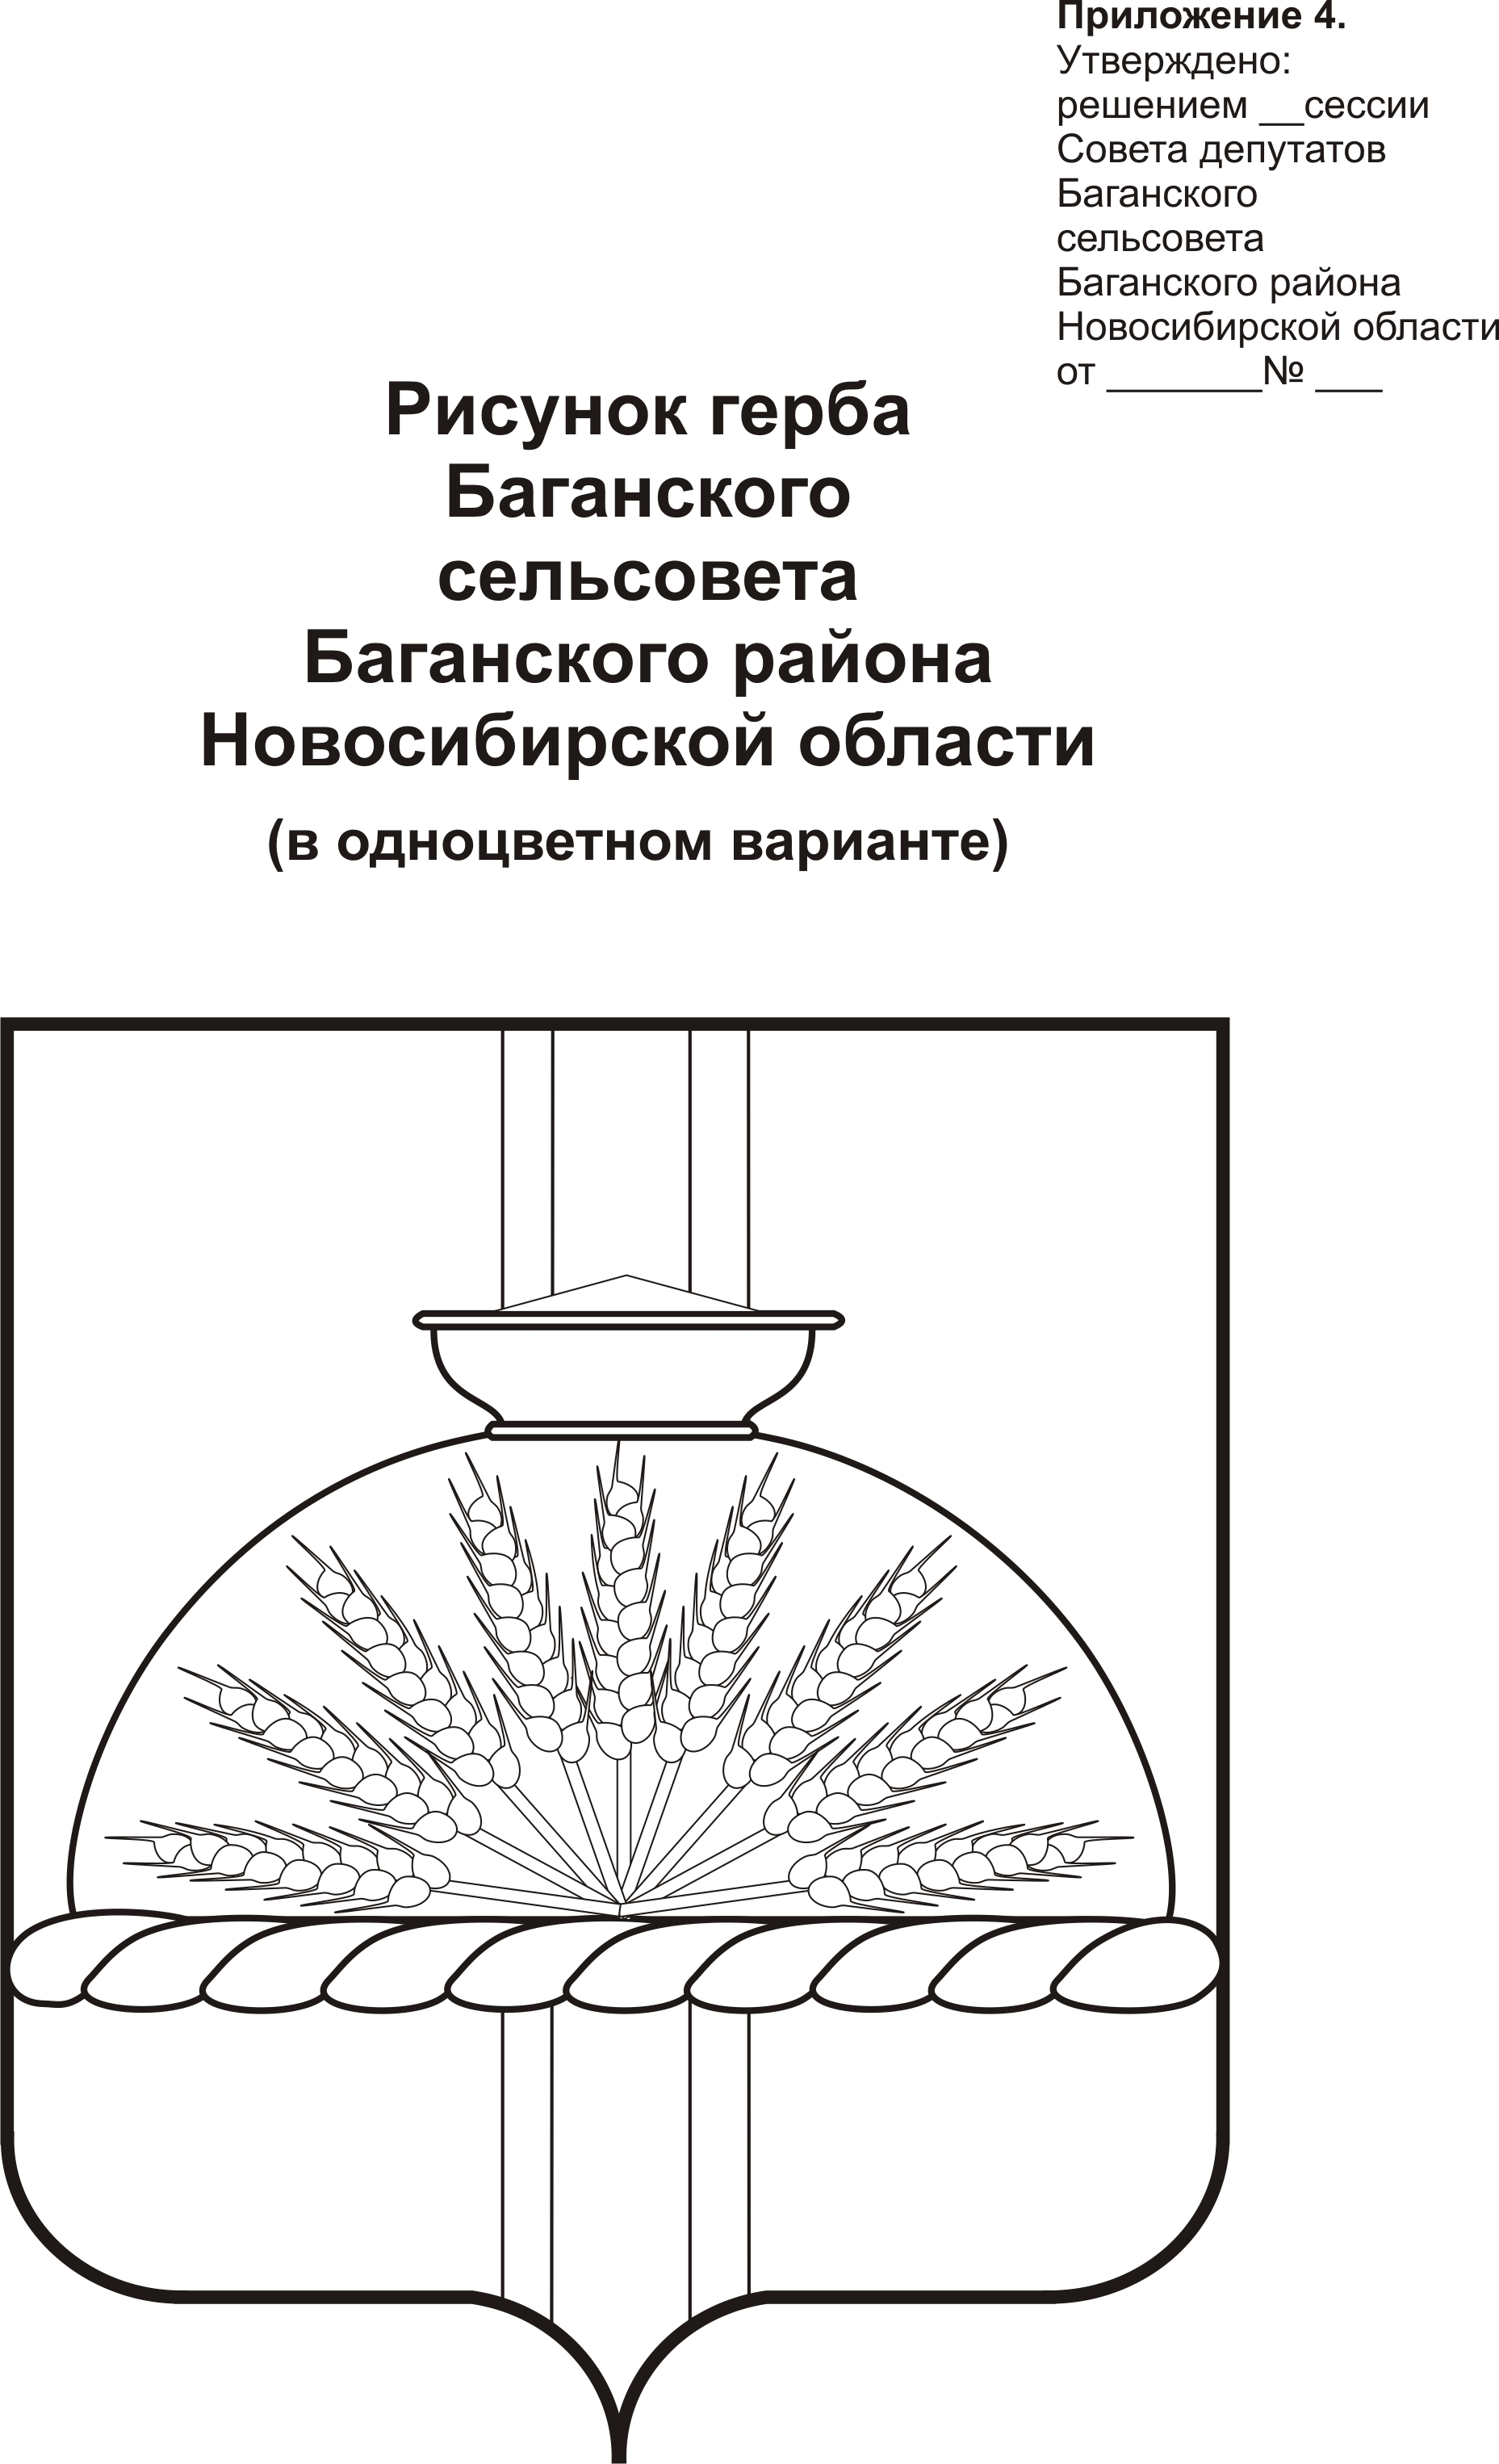 Приложение 4.
Утверждено:
решением __сессии
Совета депутатов
Баганского
сельсовета
Баганского района
Новосибирской области
от _______№ ___
Рисунок герба
Баганского
сельсовета
Баганского района
Новосибирской области
(в одноцветном варианте)